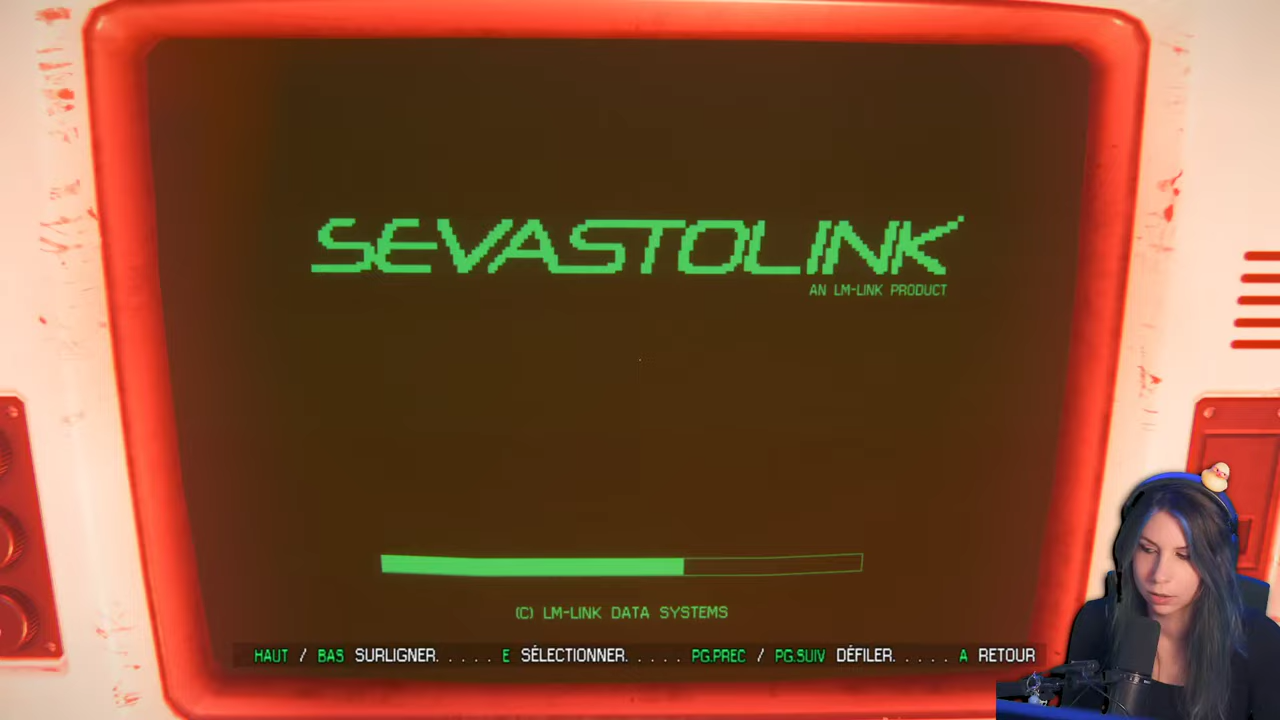 SEVASTOLINK
AN LM-LINK PRODUCT
(C) LM-LINK DATA SYSTEMS
HAUT / BAS SURLIGNER. . . . . E SÉLECTIONNER. . . . . PG.PREC / PG.SUIV DÉFILER. . . . . A RETOUR